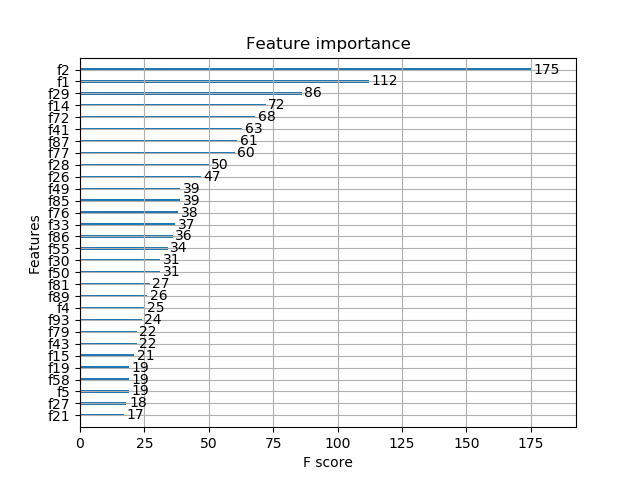 Feature importance
f2 175
f1 112
f29 86
f14 72
f72 68
f41 63
f87 61
f77 60
f28 50
f26 47
f49 39
f85 39
f76 38
f33 37
f86 36
f55 34
f30 31
f50 31
f81 27
f89 26
f4 25
f93 24
f79 22
f43 22
f15 21
f19 19
f58 19
f5 19
f27 18
f21 17
Features
0 25 50 75 100 125 150 175
F score